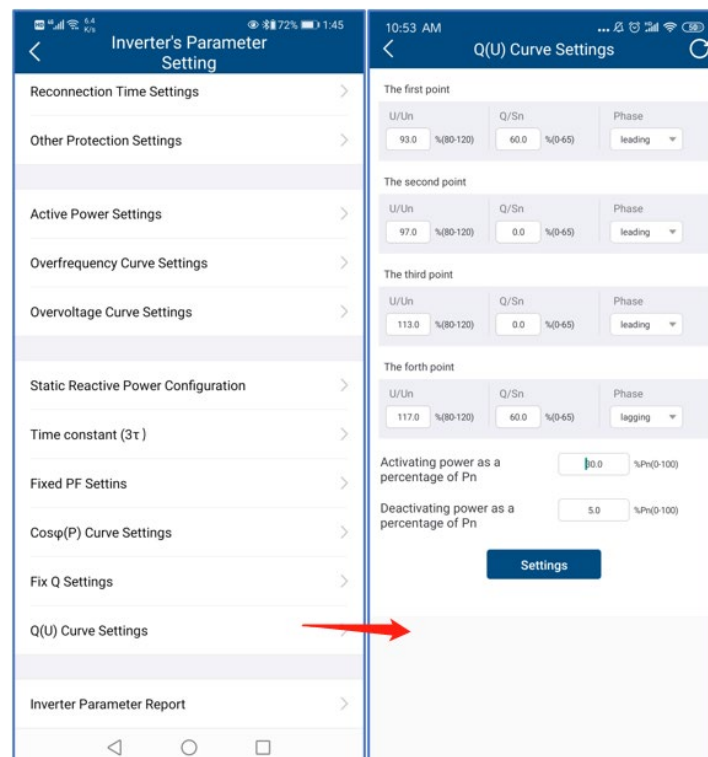 HD 46 6.4 K/s 72% 1:45
Inverter's Parameter
Setting
Reconnection Time Settings
Other Protection Settings
Active Power Settings
Overfrequency Curve Settings
Overvoltage Curve Settings
Static Reactive Power Configuration
Time constant (3τ)
Fixed PF Settins
Cosφ(P) Curve Settings
Fix Q Settings
Q(U) Curve Settings
Inverter Parameter Report
10:53 AM ... 50
Q(U) Curve Settings
The first point
U/Un Q/Sn Phase
93.0 %(80-120) 60.0 %(0-65) leading
The second point
U/Un Q/Sn Phase
97.0 %(80-120) 0.0 %(0-65) leading
The third point
U/Un Q/Sn Phase
113.0 %(80-120) 0.0 %(0-65) leading
The forth point
U/Un Q/Sn Phase
117.0 %(80-120) 60.0 %(0-65) lagging
Activating power as a
percentage of Pn
30.0 %Pn(0-100)
Deactivating power as a
percentage of Pn
5.0 %Pn(0-100)
Settings